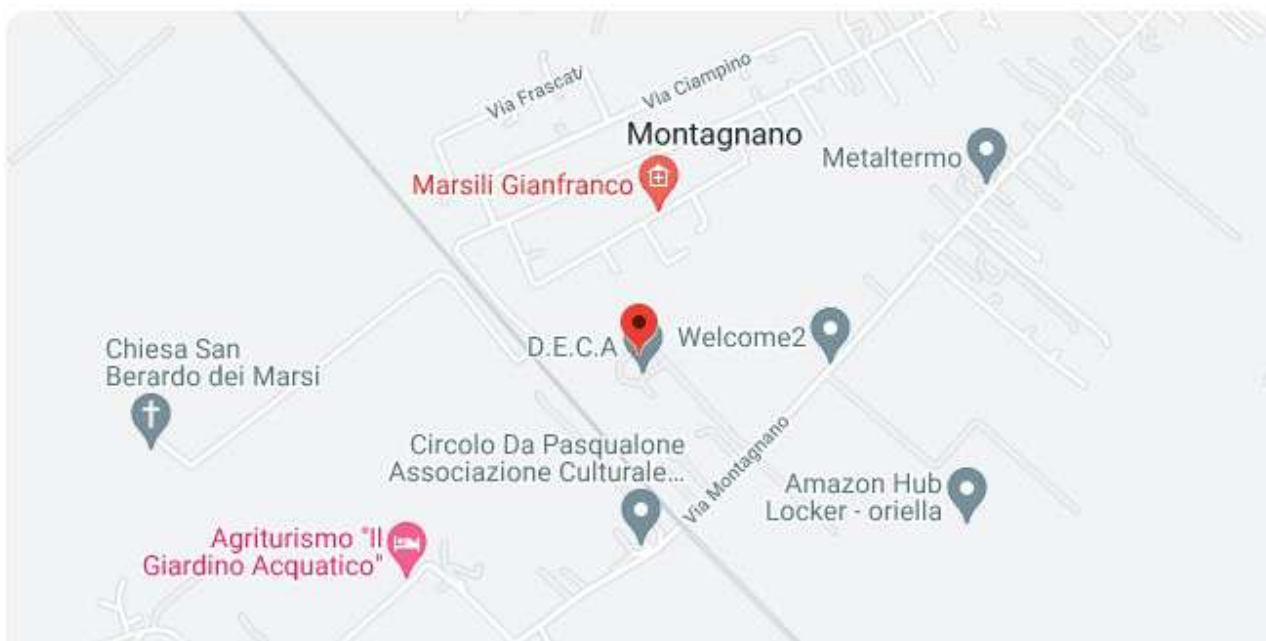 Via Frascati
Via Ciampino
Montagnano
Metaltermo
Marsili Gianfranco
D.E.C.A
Welcome2
Chiesa San
Berardo dei Marsi
Circolo Da Pasqualone
Associazione Culturale...
Via Montagnano
Amazon Hub
Locker - oriella
Agriturismo "Il
Giardino Acquatico"